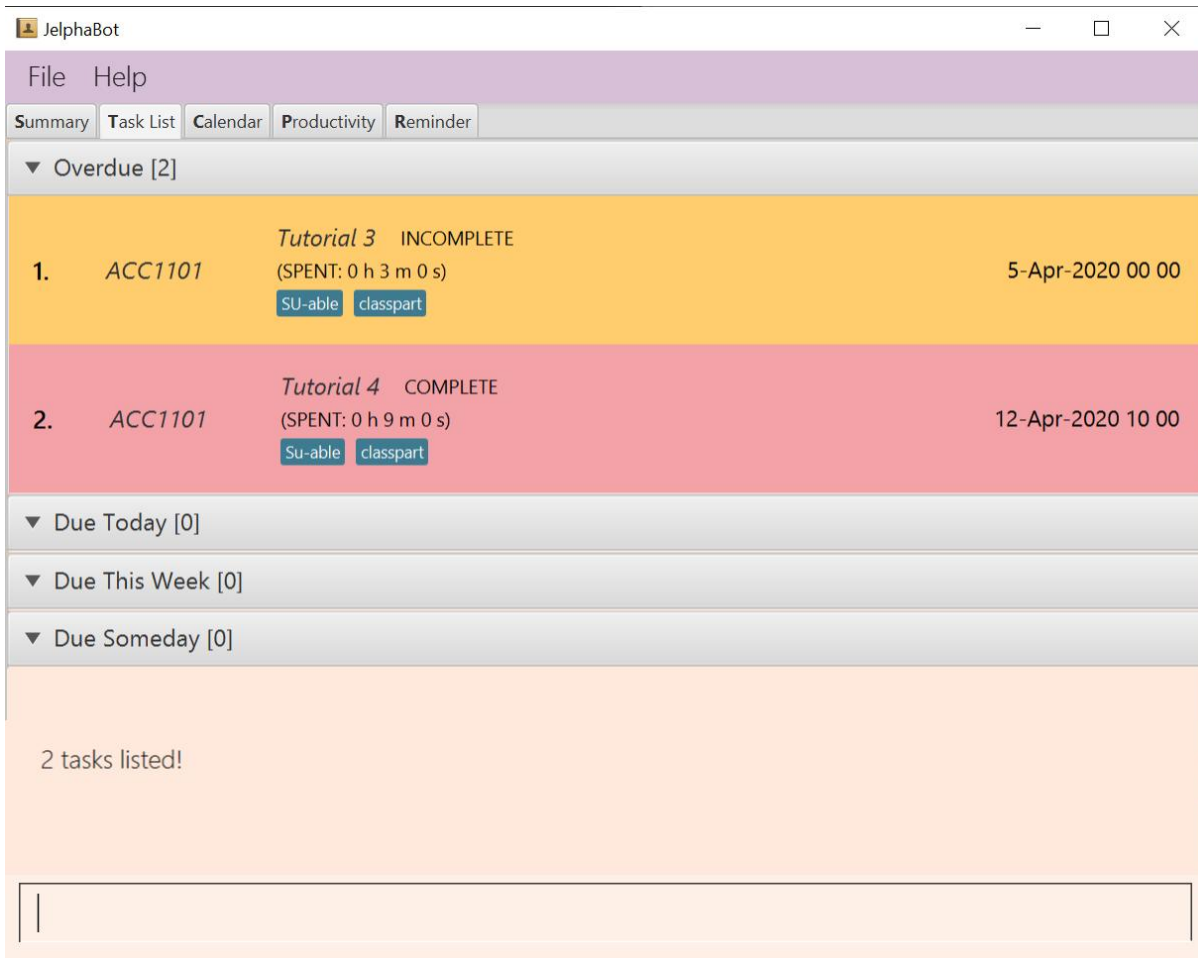 JelphaBot
File Help
Summary Task List Calendar Productivity Reminder
Overdue [2]
Tutorial 3 INCOMPLETE
1. ACC1101 (SPENT: 0 h 3 m 0 s) 5-Apr-2020 00 00
SU-able classpart
Tutorial 4 COMPLETE
2. ACC1101 (SPENT: 0 h 9 m 0 s) 12-Apr-2020 10 00
Su-able classpart
Due Today [0]
Due This Week [0]
Due Someday [0]
2 tasks listed!